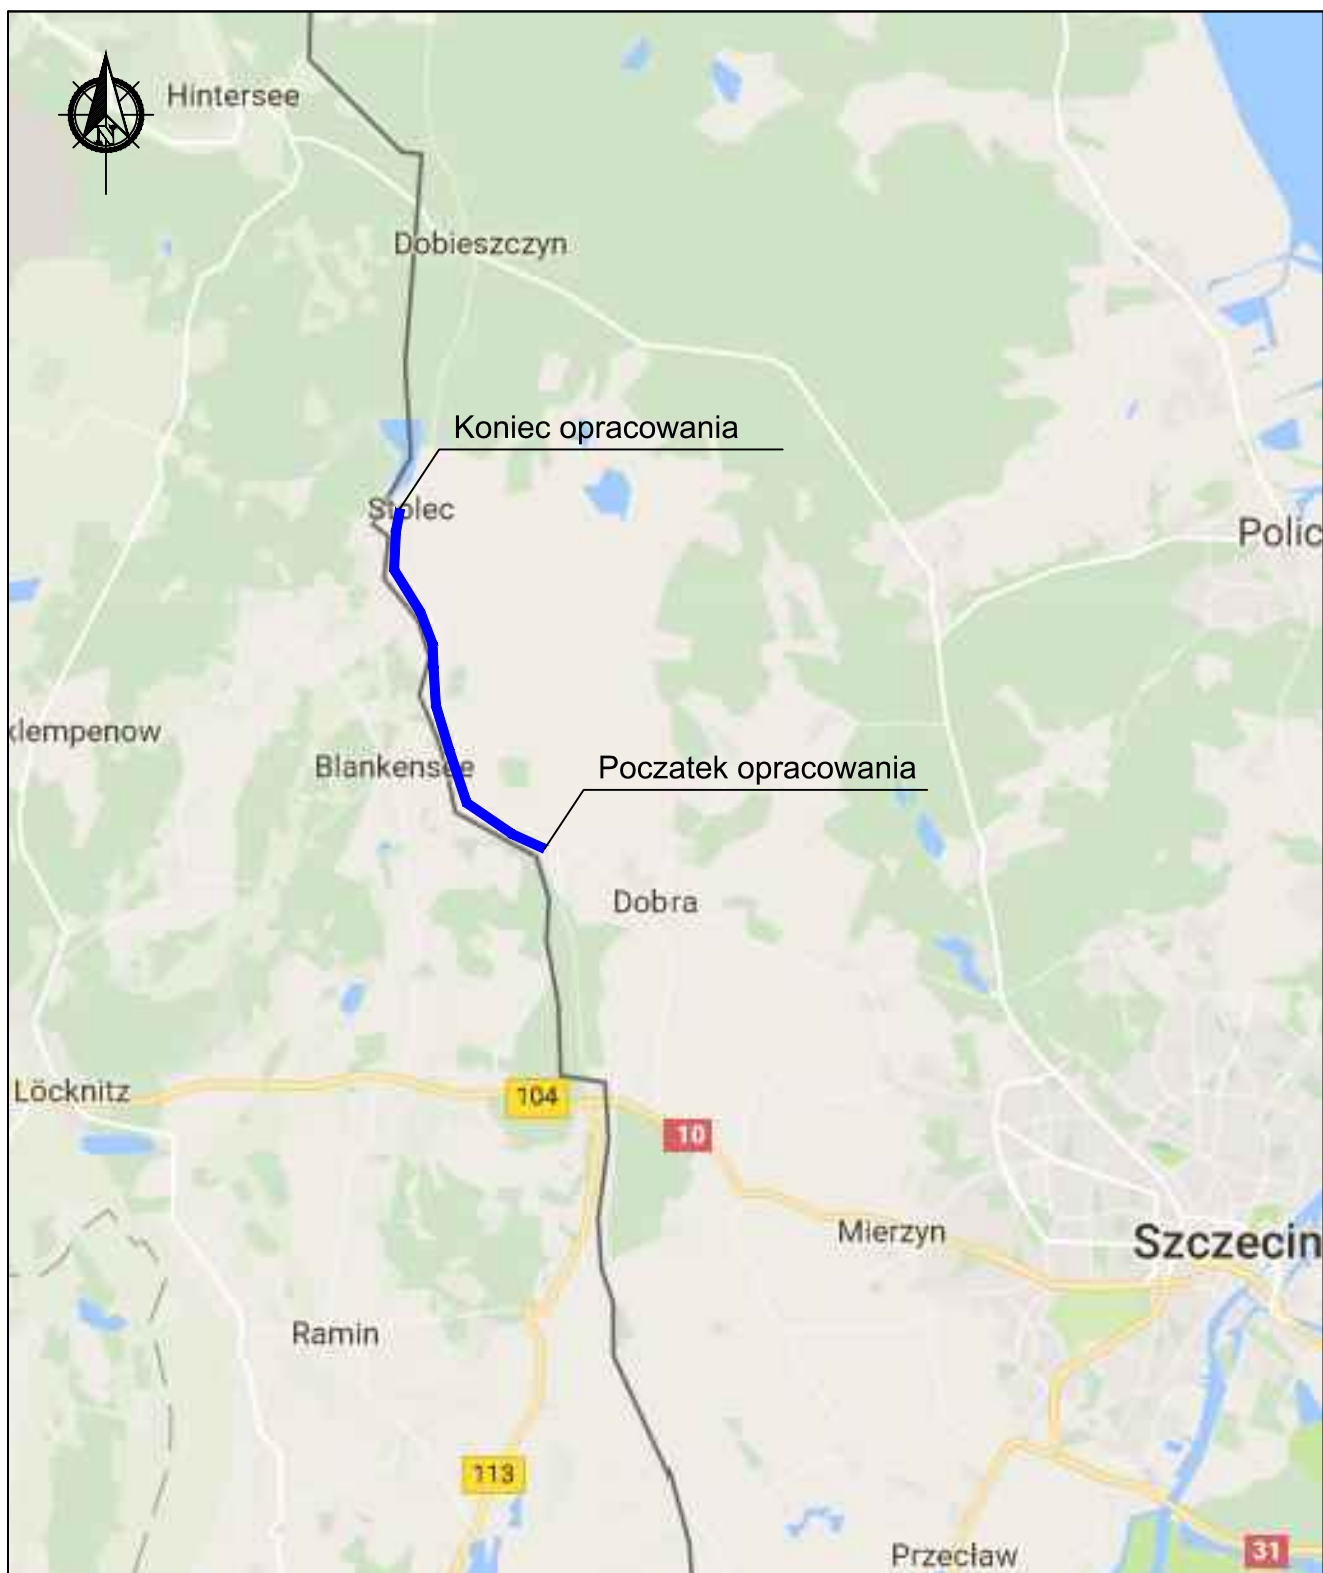 Hintersee
N
Dobieszczyn
Koniec opracowania
Stolec
Polic
klempenow
Blankensee
Poczatek opracowania
Dobra
Löcknitz
104
10
Mierzyn
Szczecin
Ramin
113
Przecław
31